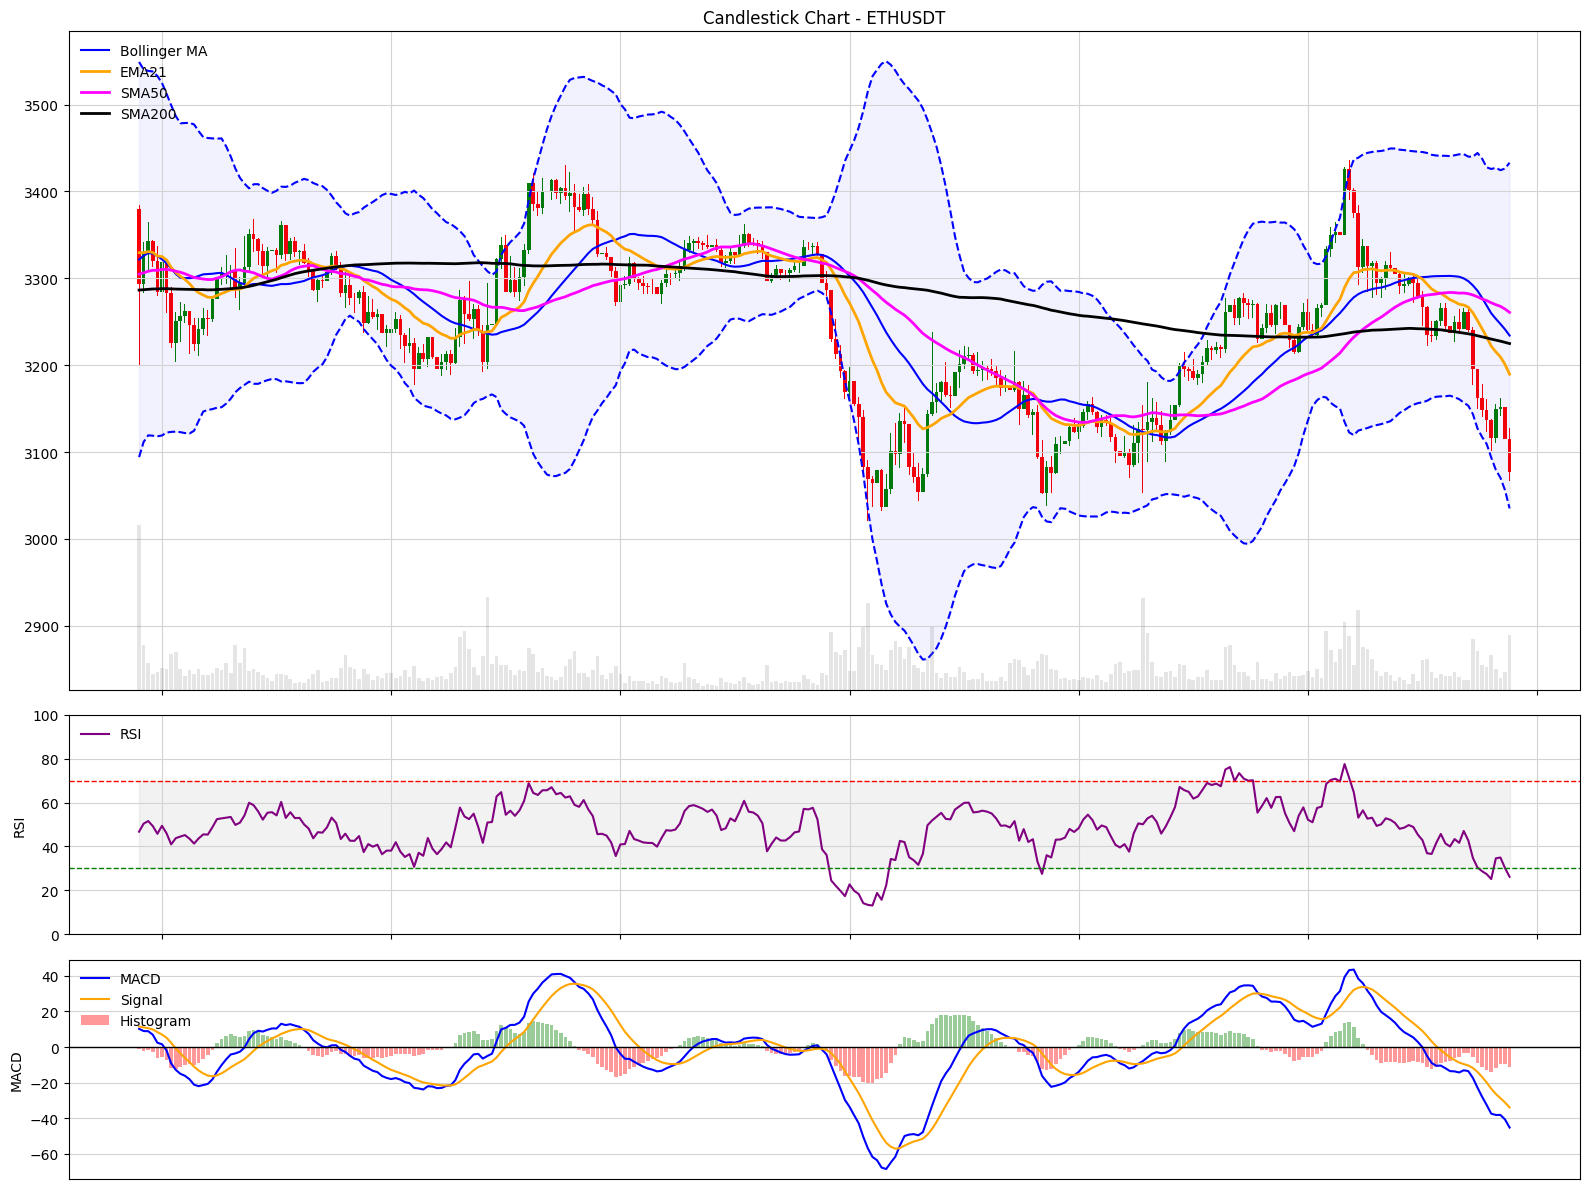 Candlestick Chart - ETHUSDT
Bollinger MA
EMA21
SMA50
SMA200
3500
3400
3300
3200
3100
3000
2900
100
80
60
40
20
0
RSI
RSI
40
20
0
−20
−40
−60
MACD
MACD
Signal
Histogram